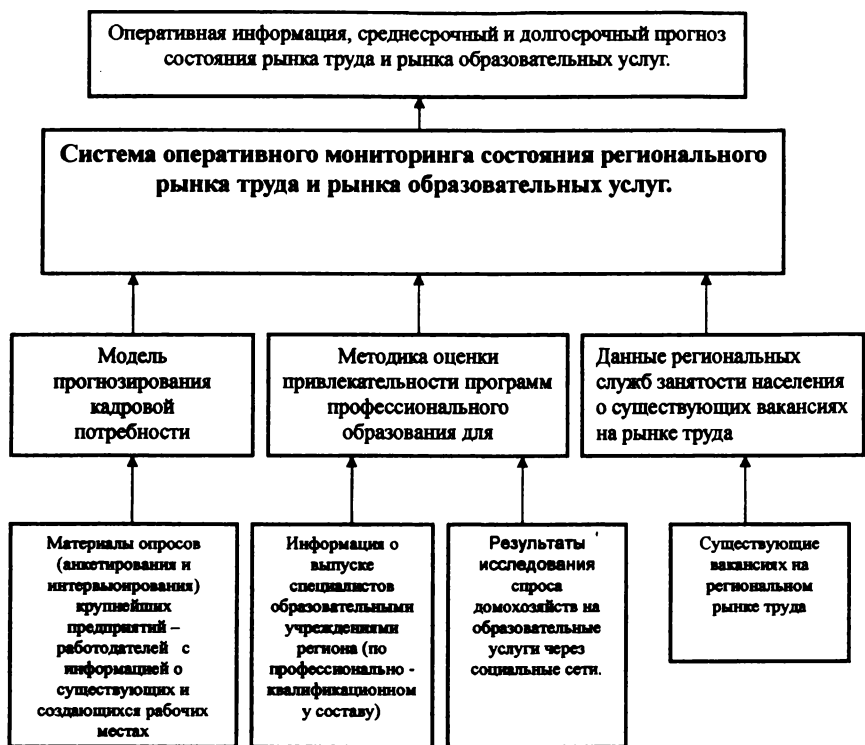 Оперативная информация, среднесрочный и долгосрочный прогноз
состояния рынка труда и рынка образовательных услуг.
Система оперативного мониторинга состояния регионального
рынка труда и рынка образовательных услуг.
Модель
прогнозирования
кадровой
потребности
Методика оценки
привлекательности программ
профессионального
образования для
Данные региональных
служб занятости населения
о существующих вакансиях
на рынке труда
Материалы опросов
(анкетирования и
интервьюирования)
крупнейших
предприятий –
работодателей с
информацией о
существующих и
создающихся рабочих
местах
Информация о
выпуске
специалистов
образовательными
учреждениями
региона (по
профессионально -
квалификационном
у составу)
Результаты
исследования
спроса
домохозяйств на
образовательные
услуги через
социальные сети.
Существующие
вакансиях на
региональном
рынке труда